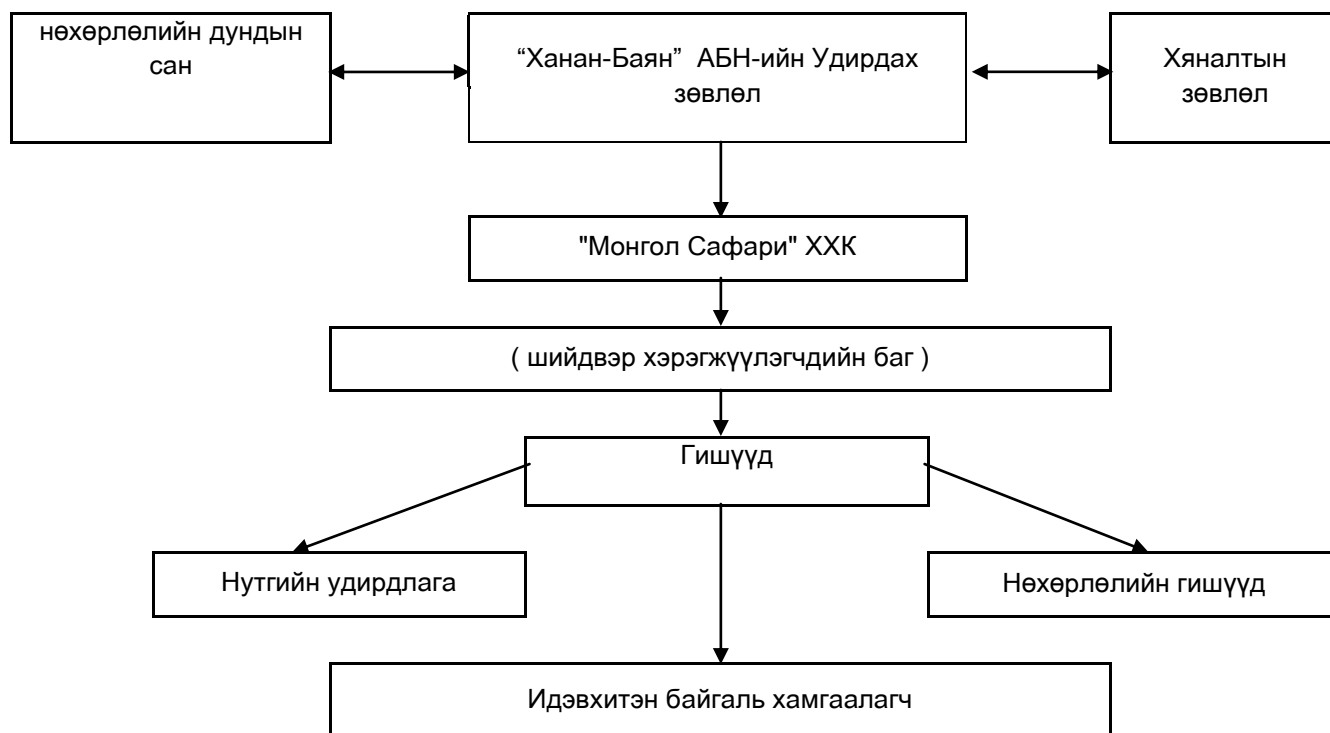 нөхөрлөлийн дундын
сан
“Ханан-Баян” АБН-ийн Удирдах
зөвлөл
Хяналтын
зөвлөл
"Монгол Сафари" ХХК
( шийдвэр хэрэгжүүлэгчдийн баг )
Гишүүд
Нутгийн удирдлага
Нөхөрлөлийн гишүүд
Идэвхитэн байгаль хамгаалагч